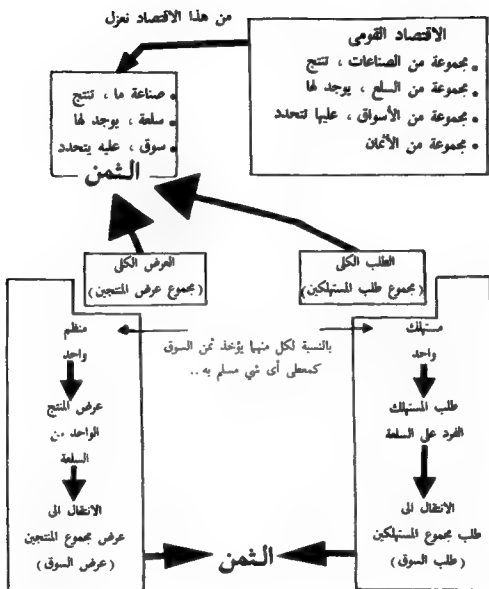 من هذا الاقتصاد نعزل
الاقتصاد القومى
• مجموعة من الصناعات ، تنتج
• مجموعة من السلع ، يوجد لها
• مجموعة من الأسواق ، عليها تتحدد
• مجموعة من الأثمان
• صناعة ما ، تنتج
• سلعة ، يوجد لها
• سوق ، عليه يتحدد
الثمن
الطلب الكلى
(مجموع طلب المستهلكين)
العرض الكلى
(مجموع عرض المنتجين)
بالنسبة لكل منهما يؤخذ ثمن السوق
كمعطى أى شي مسلم به ..
مستهلك
واحد
طلب المستهلك
الفرد على السلعة
الانتقال الى
طلب مجموع المستهلكين
(طلب السوق)
منظم
واحد
عرض المنتج
الواحد من
السلعة
الانتقال الى
عرض مجموع المنتجين
(عرض السوق)
الثمن